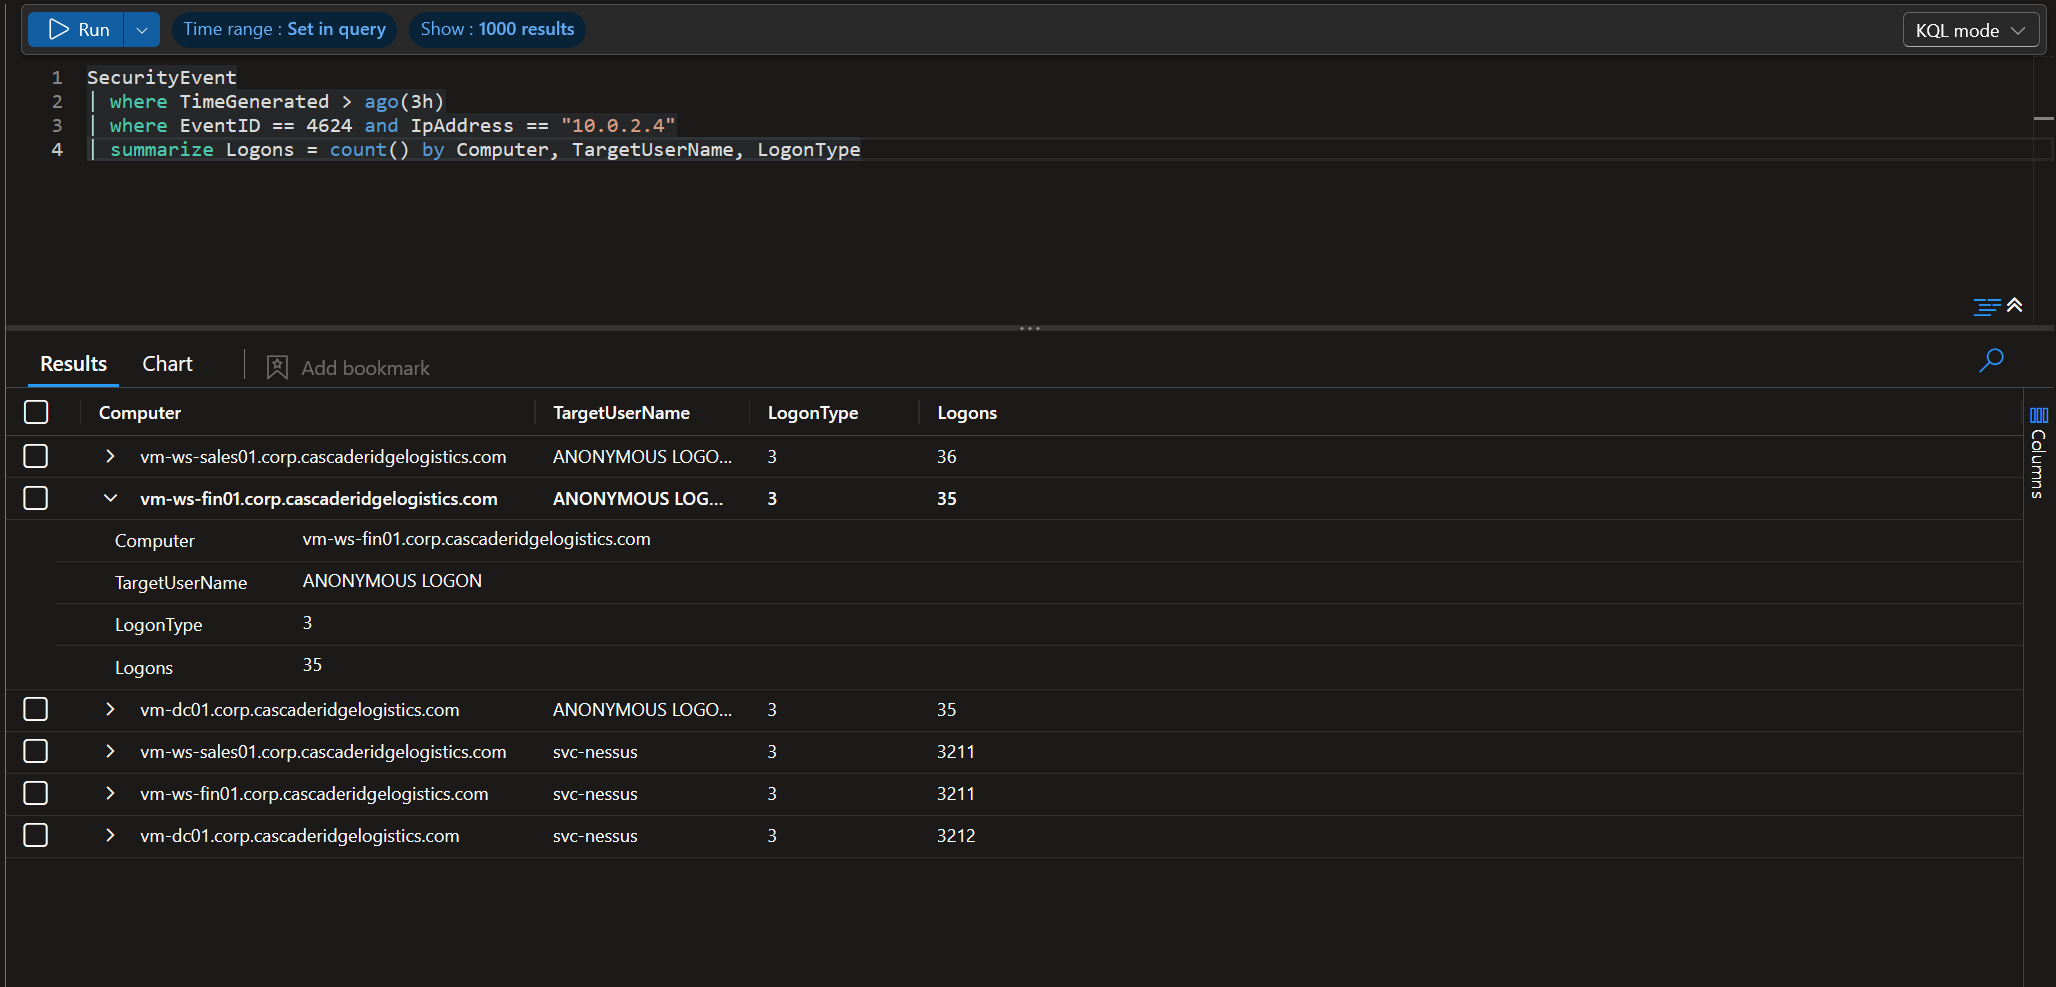 Run
Time range : Set in query
Show : 1000 results
KQL mode
1 SecurityEvent
2 | where TimeGenerated > ago(3h)
3 | where EventID == 4624 and IpAddress == "10.0.2.4"
4 | summarize Logons = count() by Computer, TargetUserName, LogonType
Results Chart Add bookmark
Computer TargetUserName LogonType Logons
vm-ws-sales01.corp.cascaderidgelogistics.com ANONYMOUS LOGO... 3 36
vm-ws-fin01.corp.cascaderidgelogistics.com ANONYMOUS LOG... 3 35
Computer vm-ws-fin01.corp.cascaderidgelogistics.com
TargetUserName ANONYMOUS LOGON
LogonType 3
Logons 35
vm-dc01.corp.cascaderidgelogistics.com ANONYMOUS LOGO... 3 35
vm-ws-sales01.corp.cascaderidgelogistics.com svc-nessus 3 3211
vm-ws-fin01.corp.cascaderidgelogistics.com svc-nessus 3 3211
vm-dc01.corp.cascaderidgelogistics.com svc-nessus 3 3212
Columns